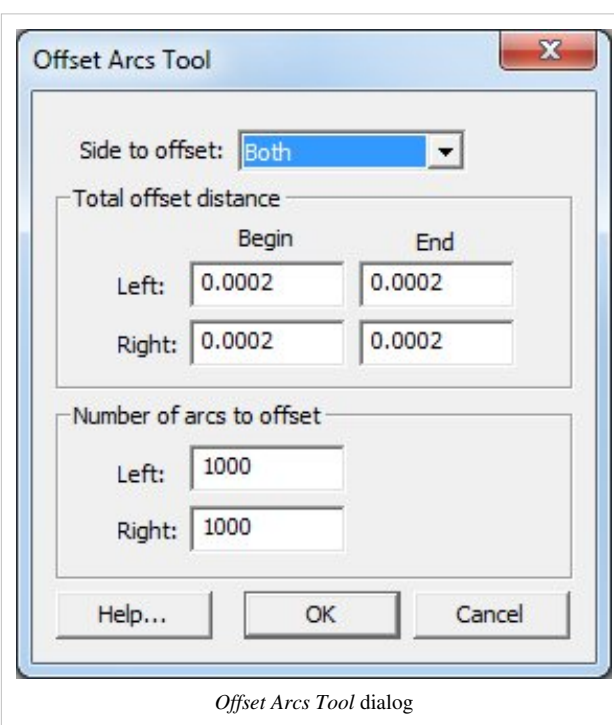 Offset Arcs Tool
Side to offset: Both
Total offset distance
Begin End
Left: 0.0002 0.0002
Right: 0.0002 0.0002
Number of arcs to offset
Left: 1000
Right: 1000
Help... OK Cancel
Offset Arcs Tool dialog